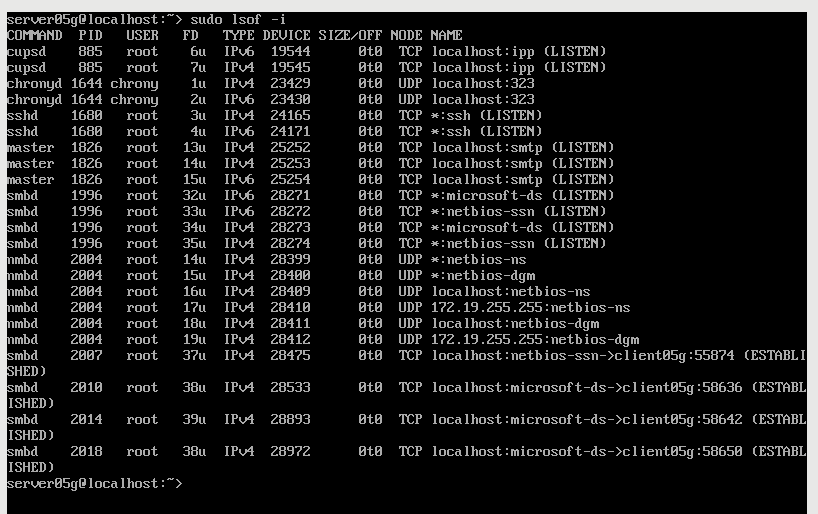 server05g@localhost:~> sudo lsof -i
COMMAND  PID   USER   FD   TYPE DEVICE SIZE/OFF NODE NAME
cupsd    885   root    6u  IPv6  19544      0t0  TCP localhost:ipp (LISTEN)
cupsd    885   root    7u  IPv4  19545      0t0  TCP localhost:ipp (LISTEN)
chronyd 1644 chrony    1u  IPv4  23429      0t0  UDP localhost:323
chronyd 1644 chrony    2u  IPv6  23430      0t0  UDP localhost:323
sshd    1680   root    3u  IPv4  24165      0t0  TCP *:ssh (LISTEN)
sshd    1680   root    4u  IPv6  24171      0t0  TCP *:ssh (LISTEN)
master  1826   root   13u  IPv4  25252      0t0  TCP localhost:smtp (LISTEN)
master  1826   root   14u  IPv4  25253      0t0  TCP localhost:smtp (LISTEN)
master  1826   root   15u  IPv6  25254      0t0  TCP localhost:smtp (LISTEN)
smbd    1996   root   32u  IPv6  28271      0t0  TCP *:microsoft-ds (LISTEN)
smbd    1996   root   33u  IPv6  28272      0t0  TCP *:netbios-ssn (LISTEN)
smbd    1996   root   34u  IPv4  28273      0t0  TCP *:microsoft-ds (LISTEN)
smbd    1996   root   35u  IPv4  28274      0t0  TCP *:netbios-ssn (LISTEN)
nmbd    2004   root   14u  IPv4  28399      0t0  UDP *:netbios-ns
nmbd    2004   root   15u  IPv4  28400      0t0  UDP *:netbios-dgm
nmbd    2004   root   16u  IPv4  28409      0t0  UDP localhost:netbios-ns
nmbd    2004   root   17u  IPv4  28410      0t0  UDP 172.19.255.255:netbios-ns
nmbd    2004   root   18u  IPv4  28411      0t0  UDP localhost:netbios-dgm
nmbd    2004   root   19u  IPv4  28412      0t0  UDP 172.19.255.255:netbios-dgm
smbd    2007   root   37u  IPv4  28475      0t0  TCP localhost:netbios-ssn->client05g:55874 (ESTABLI
SHED)
smbd    2010   root   38u  IPv4  28533      0t0  TCP localhost:microsoft-ds->client05g:58636 (ESTABL
ISHED)
smbd    2014   root   39u  IPv4  28893      0t0  TCP localhost:microsoft-ds->client05g:58642 (ESTABL
ISHED)
smbd    2018   root   38u  IPv4  28972      0t0  TCP localhost:microsoft-ds->client05g:58650 (ESTABL
ISHED)
server05g@localhost:~>